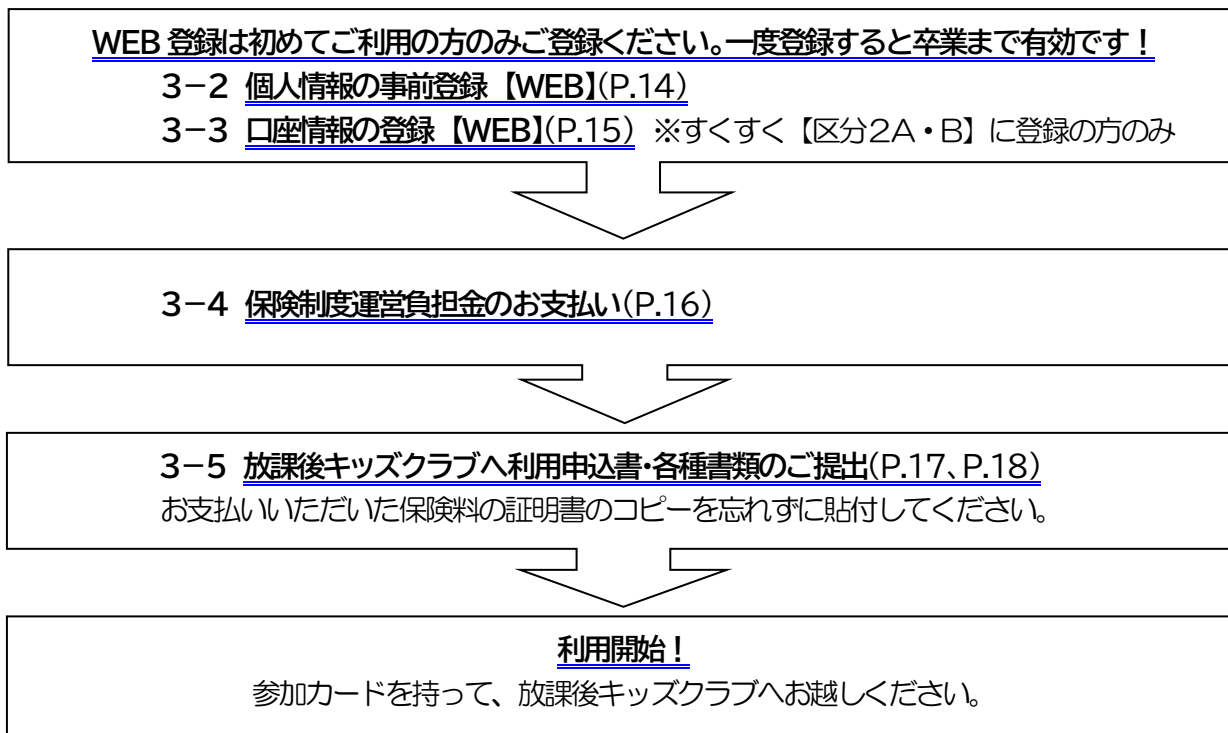 WEB 登録は初めてご利用の方のみご登録ください。一度登録すると卒業まで有効です！
3－2 個人情報の事前登録【WEB】(P.14)
3－3 口座情報の登録【WEB】(P.15) ※すくすく【区分２A・B】に登録の方のみ
3－4 保険制度運営負担金のお支払い(P.16)
3－5 放課後キッズクラブへ利用申込書・各種書類のご提出(P.17、P.18)
お支払いいただいた保険料の証明書のコピーを忘れずに貼付してください。
利用開始！
参加カードを持って、放課後キッズクラブへお越しください。